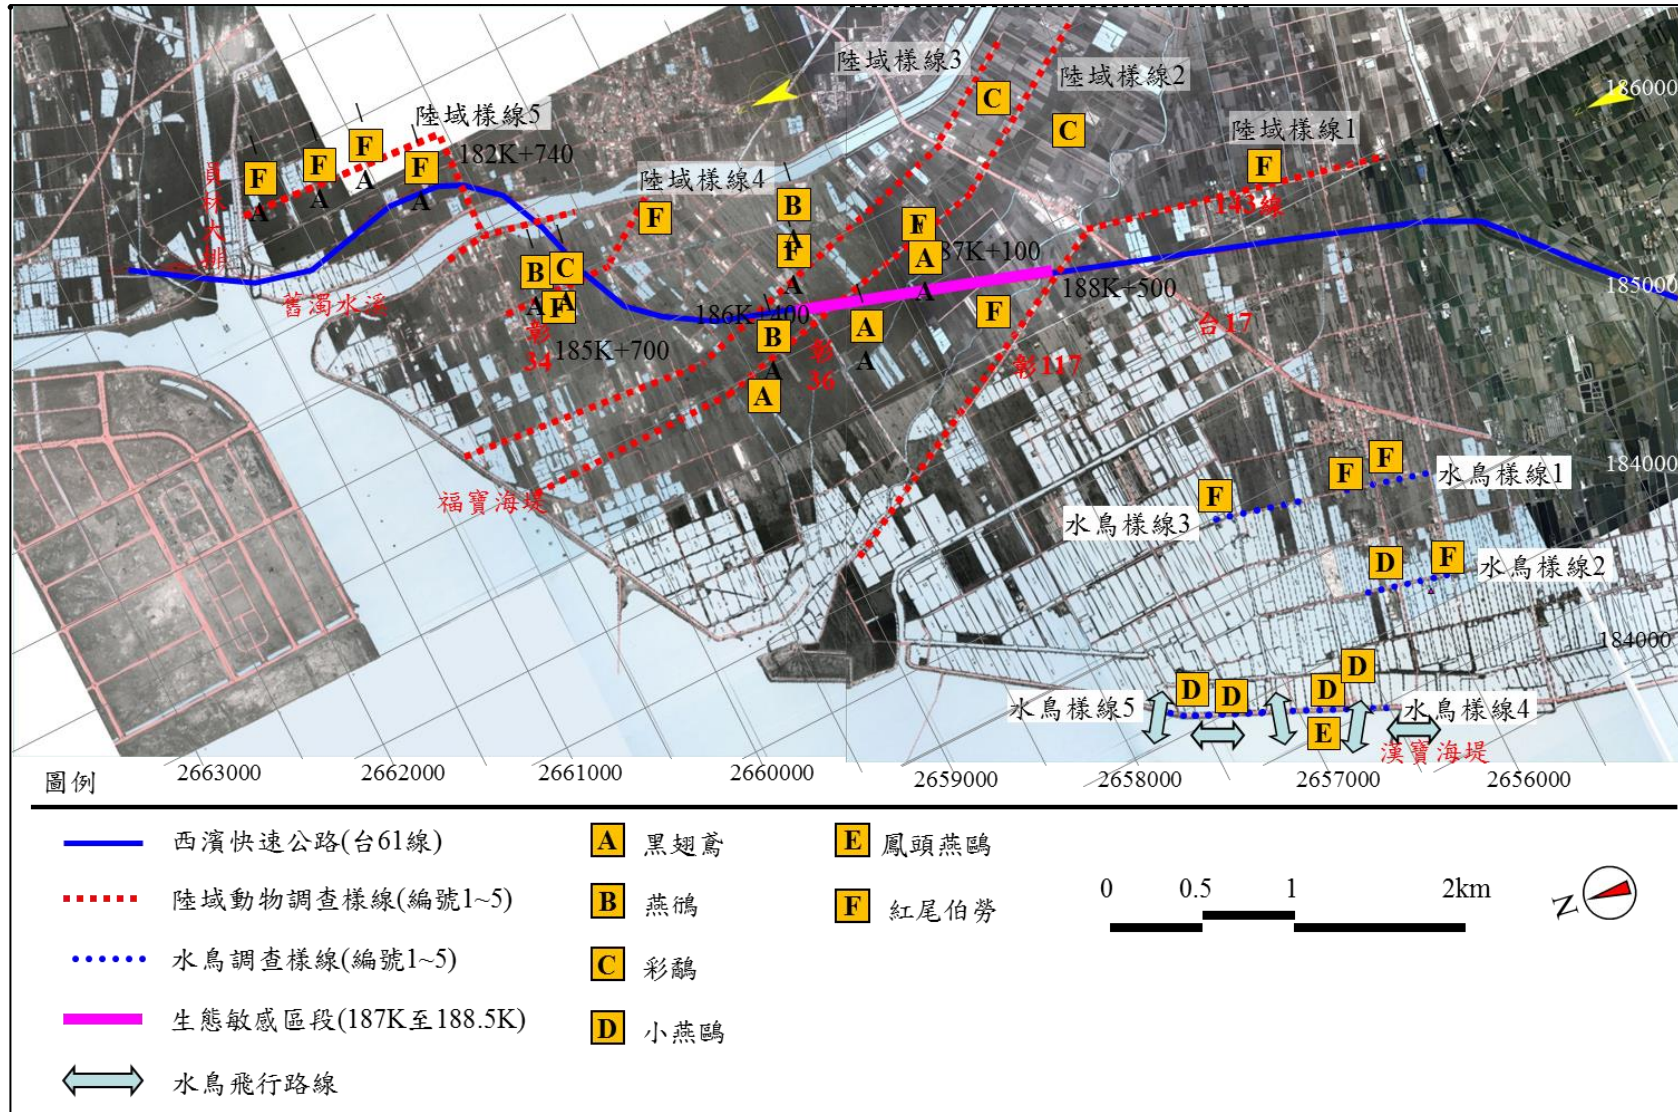 陸域樣線3
陸域樣線2
186000
陸域樣線5
陸域樣線1
C
C
F
F
F
F
F
182K+740
員林大排
陸域樣線4
143線
B
F
F
A
A
A
A
A
F
F
A
87K+100
B
C
A
188K+500
185000
舊濁水溪
A
A
F
186K+400
F
A
台17
彰34
185K+700
B
彰36
A
彰117
A
A
A
F
F
184000
水鳥樣線1
福寶海堤
F
水鳥樣線3
D
F
水鳥樣線2
184000
D
D
D
D
水鳥樣線5
水鳥樣線4
E
漢寶海堤
圖例
2663000
2662000
2661000
2660000
2659000
2658000
2657000
2656000
西濱快速公路(台61線)
A 黑翅鳶
E 鳳頭燕鷗
陸域動物調查樣線(編號1~5)
B 燕鴴
F 紅尾伯勞
0 0.5 1 2km
N
水鳥調查樣線(編號1~5)
C 彩鷸
生態敏感區段(187K至188.5K)
D 小燕鷗
水鳥飛行路線